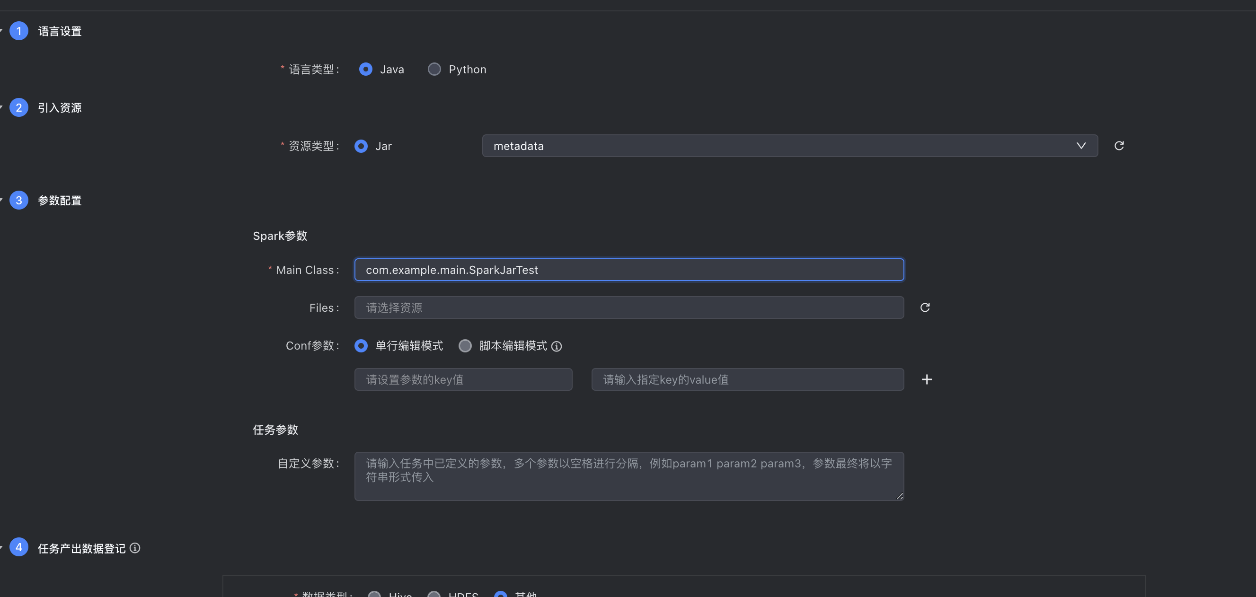 1 语言设置
* 语言类型: Java Python
2 引入资源
* 资源类型: Jar metadata
3 参数配置
Spark参数
* Main Class: com.example.main.SparkJarTest
Files: 请选择资源
Conf参数: 单行编辑模式 脚本编辑模式
请设置参数的key值 请输入指定key的value值
任务参数
自定义参数: 请输入任务中已定义的参数，多个参数以空格进行分隔，例如param1 param2 param3，参数最终将以字
符串形式传入
4 任务产出数据登记
* 数据类型: Hive HDFS 其他